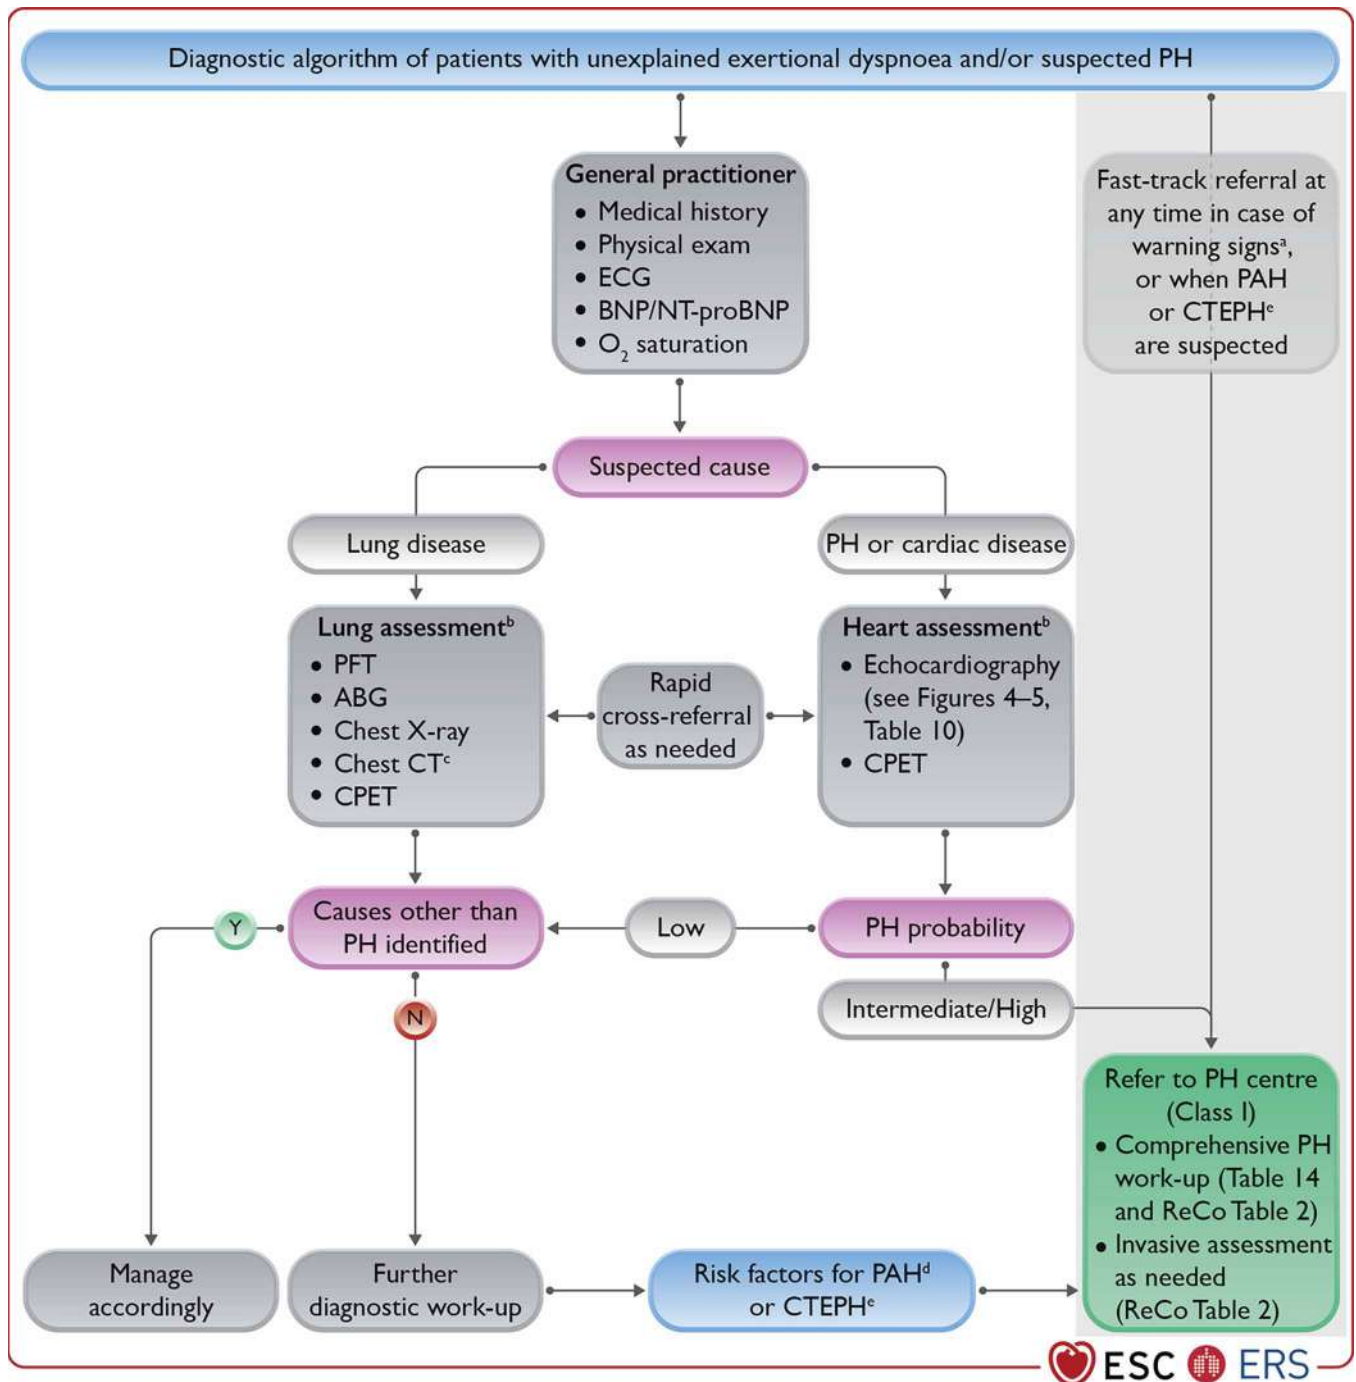 Diagnostic algorithm of patients with unexplained exertional dyspnoea and/or suspected PH
General practitioner
• Medical history
• Physical exam
• ECG
• BNP/NT-proBNP
• O₂ saturation
Fast-track referral at
any time in case of
warning signsᵃ,
or when PAH
or CTEPHᵉ
are suspected
Suspected cause
Lung disease
PH or cardiac disease
Lung assessmentᵇ
• PFT
• ABG
• Chest X-ray
• Chest CTᶜ
• CPET
Rapid
cross-referral
as needed
Heart assessmentᵇ
• Echocardiography
(see Figures 4–5,
Table 10)
• CPET
Y
Causes other than
PH identified
Low
PH probability
N
Intermediate/High
Refer to PH centre
(Class I)
• Comprehensive PH
work-up (Table 14
and ReCo Table 2)
• Invasive assessment
as needed
(ReCo Table 2)
Manage
accordingly
Further
diagnostic work-up
Risk factors for PAHᵈ
or CTEPHᵉ
ESC ERS